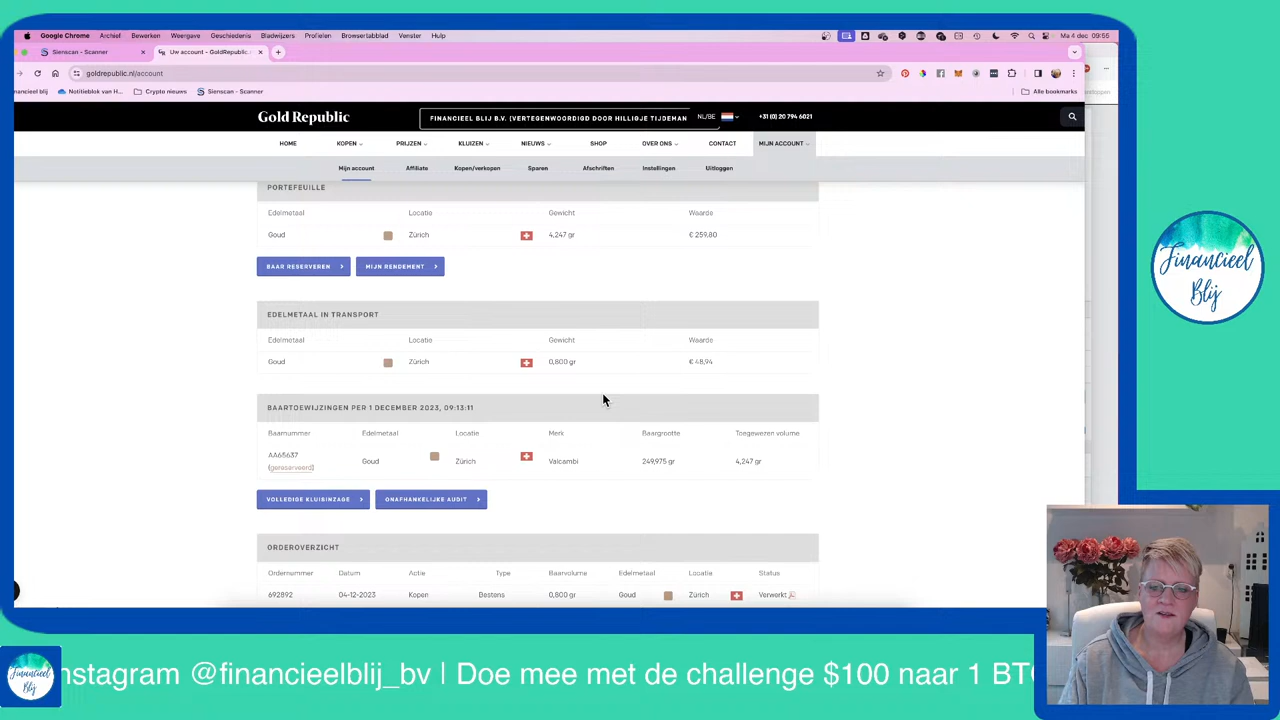 Google Chrome Archief Bewerken Weergave Geschiedenis Bladwijzers Profielen Browsertabblad Venster Hulp Ma 4 dec 09:55
Sienscan - Scanner Uw account - GoldRepublic.
goldrepublic.nl/account
nancieel blij Notitieblok van H... Crypto nieuws Sienscan - Scanner Alle bookmarks
Gold Republic FINANCIEEL BLIJ B.V. (VERTEGENWOORDIGD DOOR HILLIGJE TIJDEMAN NL/BE +31 (0) 20 794 6021
HOME KOPEN PRIJZEN KLUIZEN NIEUWS SHOP OVER ONS CONTACT MIJN ACCOUNT
Mijn account Affiliate Kopen/verkopen Sparen Afschriften Instellingen Uitloggen
PORTEFEUILLE
Edelmetaal Locatie Gewicht Waarde
Goud Zürich 4,247 gr € 259,80
BAAR RESERVEREN MIJN RENDEMENT
EDELMETAAL IN TRANSPORT
Edelmetaal Locatie Gewicht Waarde
Goud Zürich 0,800 gr € 48,94
BAARTOEWIJZINGEN PER 1 DECEMBER 2023, 09:13:11
Baarnummer Edelmetaal Locatie Merk Baargrootte Toegewezen volume
AA65637
(gereserveerd) Goud Zürich Valcambi 249,975 gr 4,247 gr
VOLLEDIGE KLUISINZAGE ONAFHANKELIJKE AUDIT
ORDEROVERZICHT
Ordernummer Datum Actie Type Baarvolume Edelmetaal Locatie Status
692892 04-12-2023 Kopen Bestens 0,800 gr Goud Zürich Verwerkt
Financieel
Blij
nstagram @financieelblij_bv | Doe mee met de challenge $100 naar 1 BTC